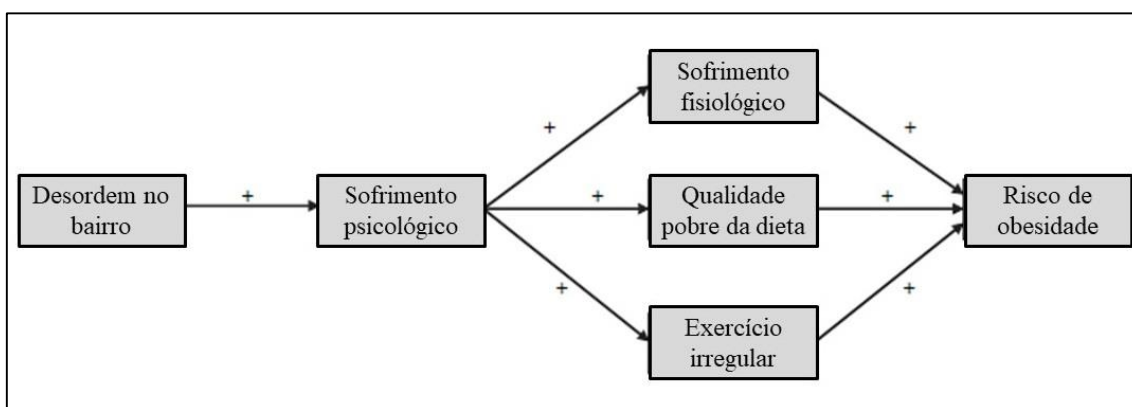 Desordem no
bairro
+
Sofrimento
psicológico
+
+
+
Sofrimento
fisiológico
Qualidade
pobre da dieta
Exercício
irregular
+
+
+
Risco de
obesidade